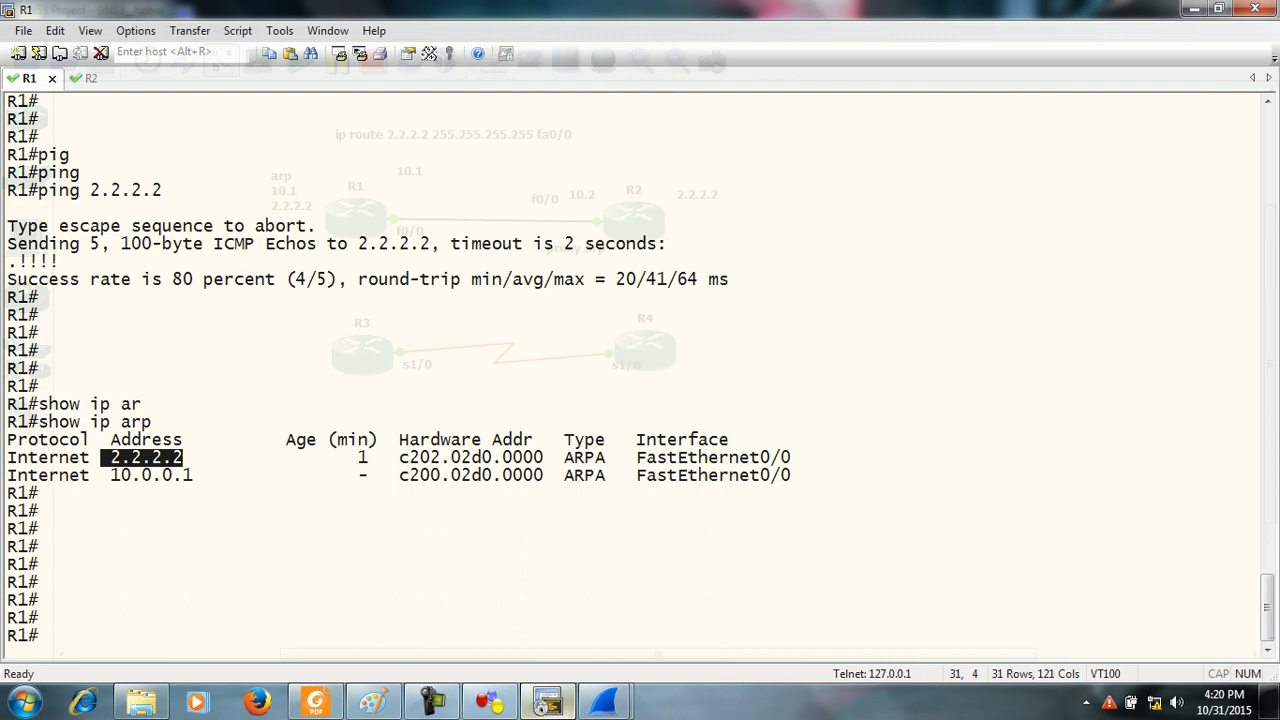 R1
GNS3 Project - GNS3_
File Edit View Options Transfer Script Tools Window Help
Enter host <Alt+R>
R1 R2
R1#
R1#
R1#
R1#pig
R1#ping
R1#ping 2.2.2.2
Type escape sequence to abort.
Sending 5, 100-byte ICMP Echos to 2.2.2.2, timeout is 2 seconds:
.!!!!
Success rate is 80 percent (4/5), round-trip min/avg/max = 20/41/64 ms
R1#
R1#
R1#
R1#
R1#
R1#
R1#show ip ar
R1#show ip arp
Protocol Address Age (min) Hardware Addr Type Interface
Internet 2.2.2.2 1 c202.02d0.0000 ARPA FastEthernet0/0
Internet 10.0.0.1 - c200.02d0.0000 ARPA FastEthernet0/0
R1#
R1#
R1#
R1#
R1#
R1#
R1#
R1#
R1#
ip route 2.2.2.2 255.255.255.255 fa0/0
arp
10.1
2.2.2.2
R1
10.1
f0/0
f0/0
10.2
R2
2.2.2.2
R3
s1/0
R4
s1/0
Ready Telnet: 127.0.0.1 31, 4 31 Rows, 121 Cols VT100 CAP NUM
PDF
4:20 PM
10/31/2015